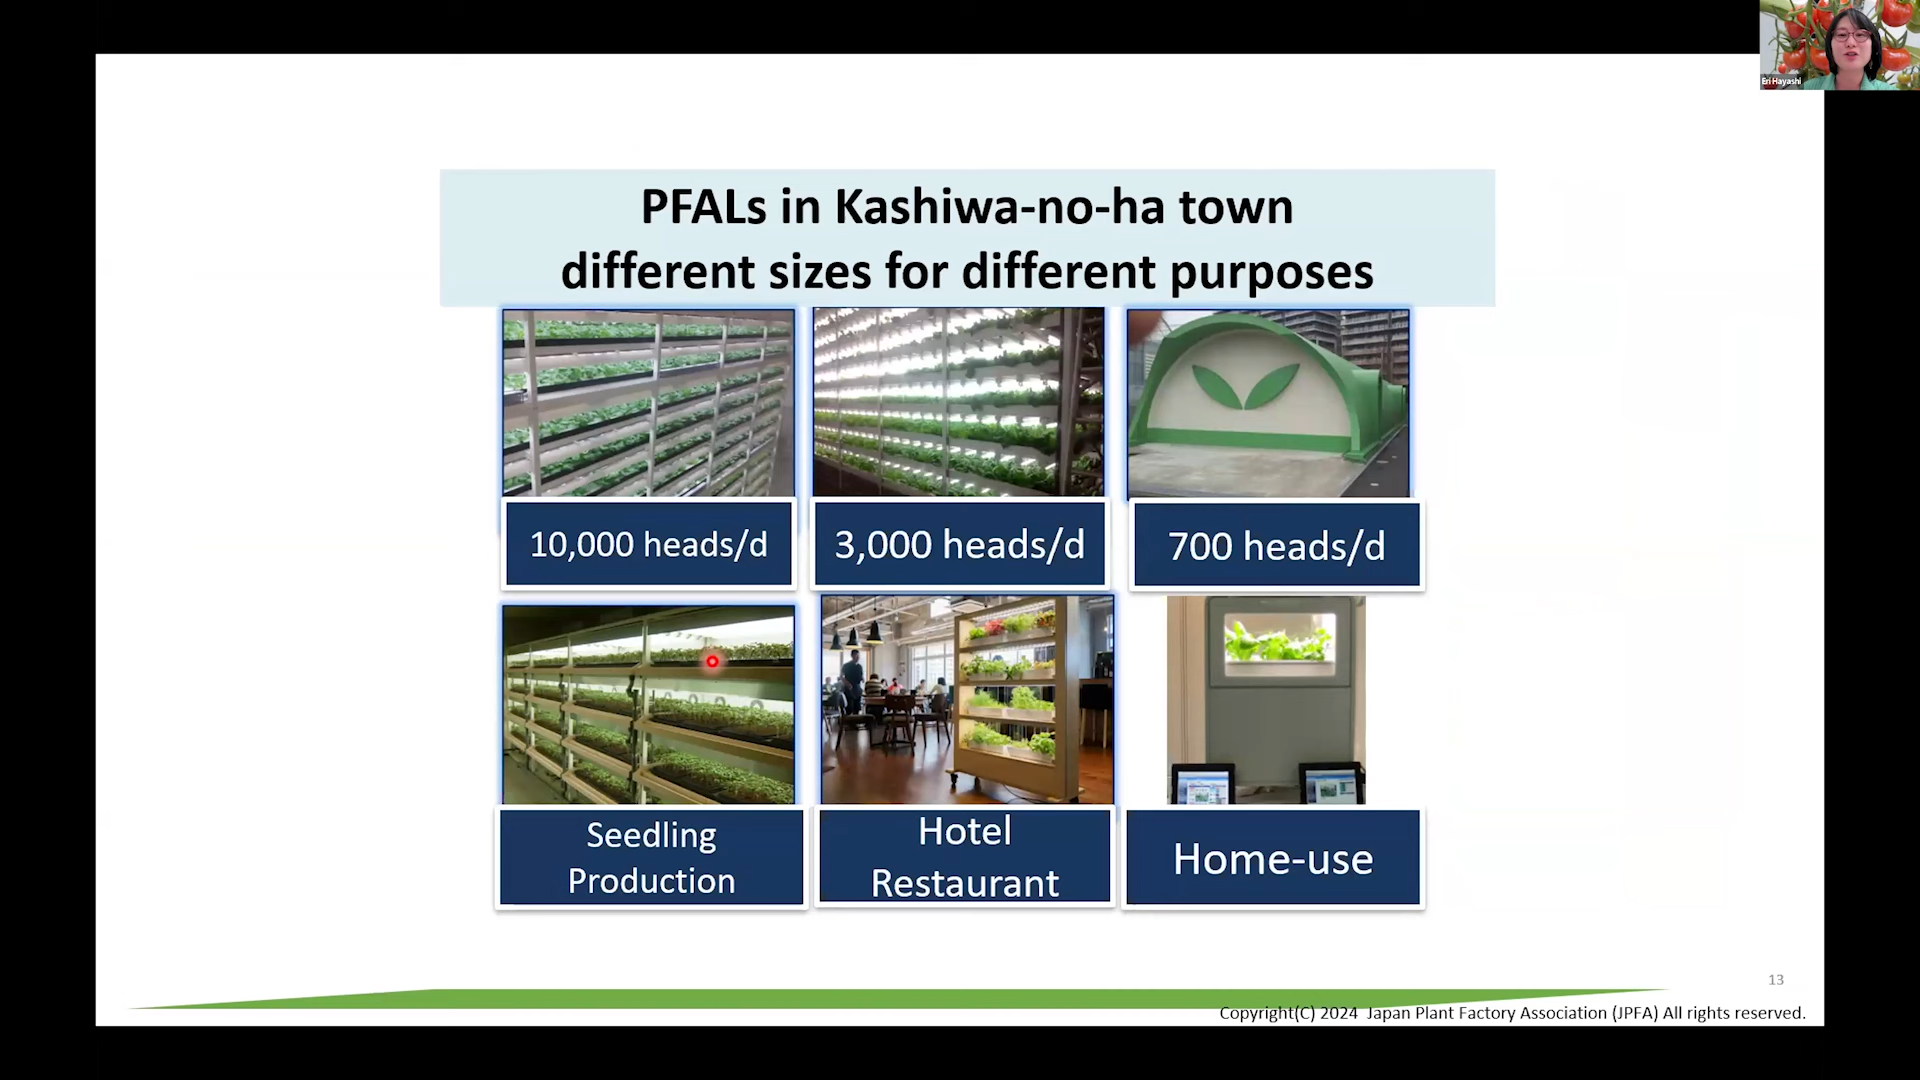 Eri Hayashi
PFALs in Kashiwa-no-ha town
different sizes for different purposes
10,000 heads/d
3,000 heads/d
700 heads/d
Seedling
Production
Hotel
Restaurant
Home-use
13
Copyright(C) 2024 Japan Plant Factory Association (JPFA) All rights reserved.